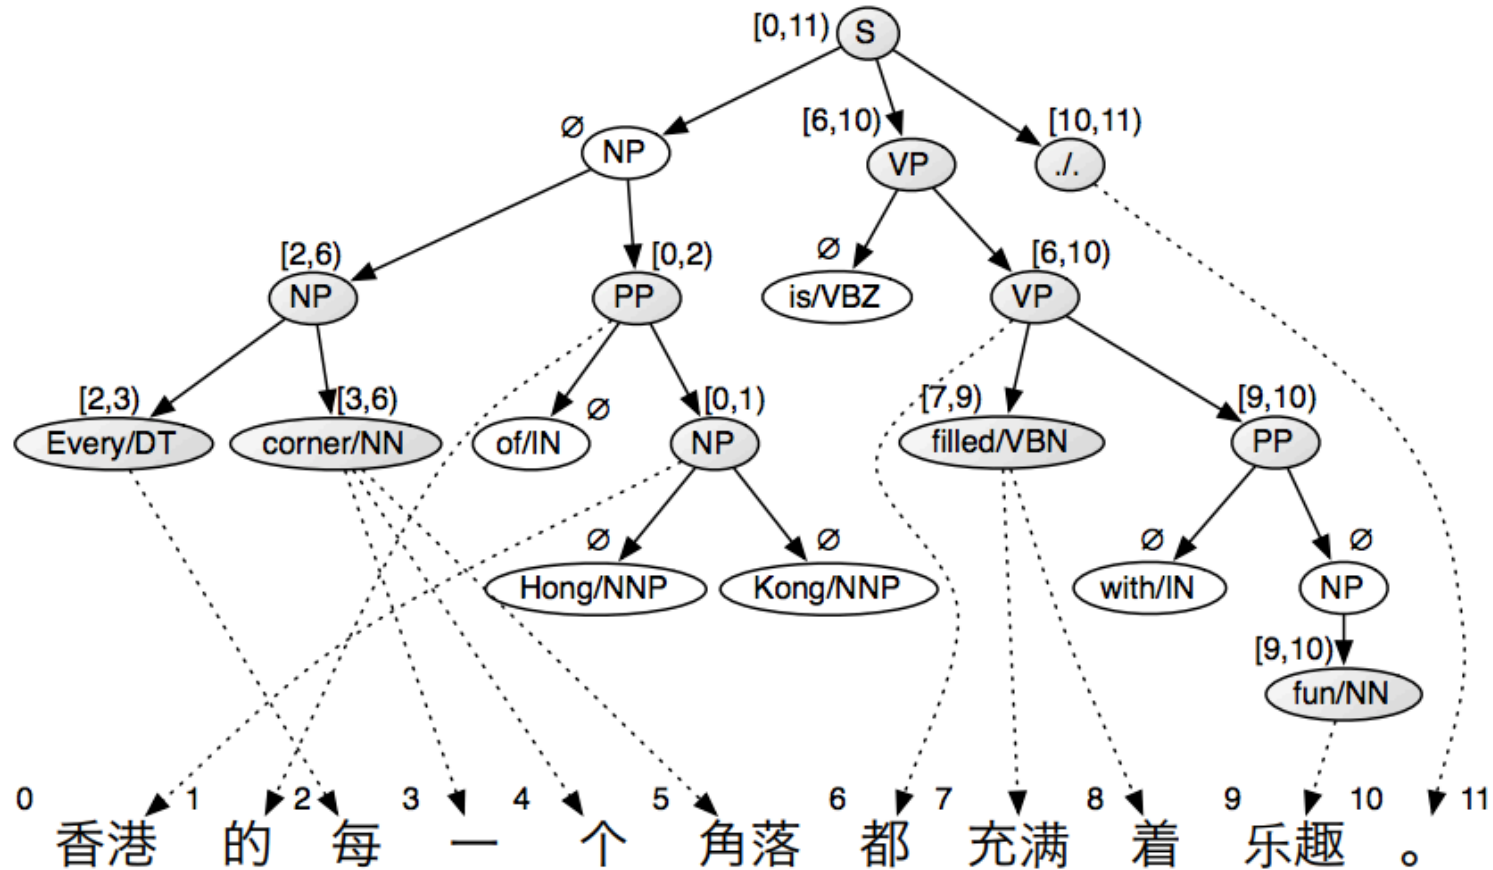 [0,11) S
∅ NP [6,10) VP [10,11) ./.
[2,6) NP [0,2) PP ∅ is/VBZ [6,10) VP
[2,3) Every/DT [3,6) corner/NN of/IN ∅ [0,1) NP [7,9) filled/VBN [9,10) PP
∅ Hong/NNP ∅ Kong/NNP ∅ with/IN ∅ NP
[9,10) fun/NN
0 1 2 3 4 5 6 7 8 9 10 11
香港 的 每 一 个 角落 都 充满 着 乐趣 。